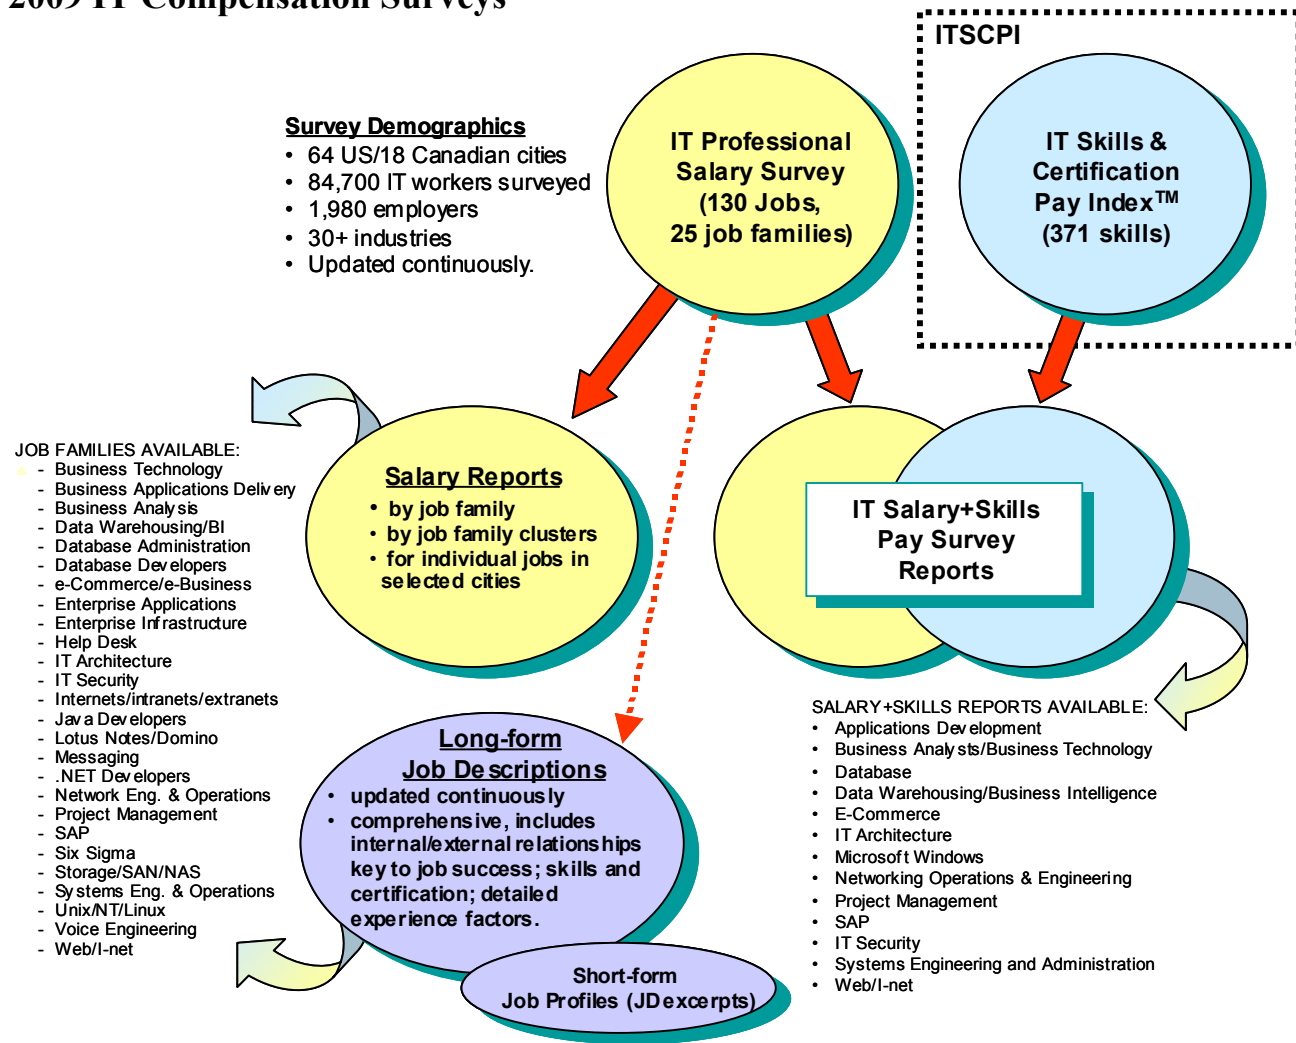 2009 IT Compensation Surveys
ITSCPI
Survey Demographics
• 64 US/18 Canadian cities
• 84,700 IT workers surveyed
• 1,980 employers
• 30+ industries
• Updated continuously.
IT Professional
Salary Survey
(130 Jobs,
25 job families)
IT Skills &
Certification
Pay Index™
(371 skills)
JOB FAMILIES AVAILABLE:
- Business Technology
- Business Applications Delivery
- Business Analysis
- Data Warehousing/BI
- Database Administration
- Database Developers
- e-Commerce/e-Business
- Enterprise Applications
- Enterprise Infrastructure
- Help Desk
- IT Architecture
- IT Security
- Internets/intranets/extranets
- Java Developers
- Lotus Notes/Domino
- Messaging
- .NET Developers
- Network Eng. & Operations
- Project Management
- SAP
- Six Sigma
- Storage/SAN/NAS
- Systems Eng. & Operations
- Unix/NT/Linux
- Voice Engineering
- Web/I-net
Salary Reports
• by job family
• by job family clusters
• for individual jobs in
selected cities
IT Salary+Skills
Pay Survey
Reports
Long-form
Job Descriptions
• updated continuously
• comprehensive, includes
internal/external relationships
key to job success; skills and
certification; detailed
experience factors.
Short-form
Job Profiles (JD excerpts)
SALARY+SKILLS REPORTS AVAILABLE:
• Applications Development
• Business Analysts/Business Technology
• Database
• Data Warehousing/Business Intelligence
• E-Commerce
• IT Architecture
• Microsoft Windows
• Networking Operations & Engineering
• Project Management
• SAP
• IT Security
• Systems Engineering and Administration
• Web/I-net